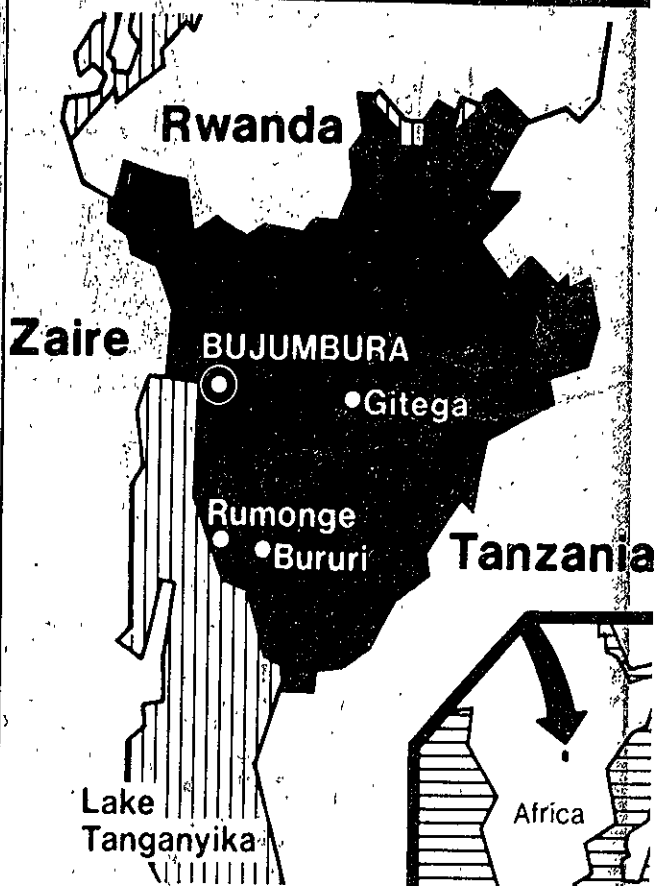 Rwanda
Zaire
BUJUMBURA
Gitega
Rumonge
Bururi
Tanzania
Lake
Tanganyika
Africa